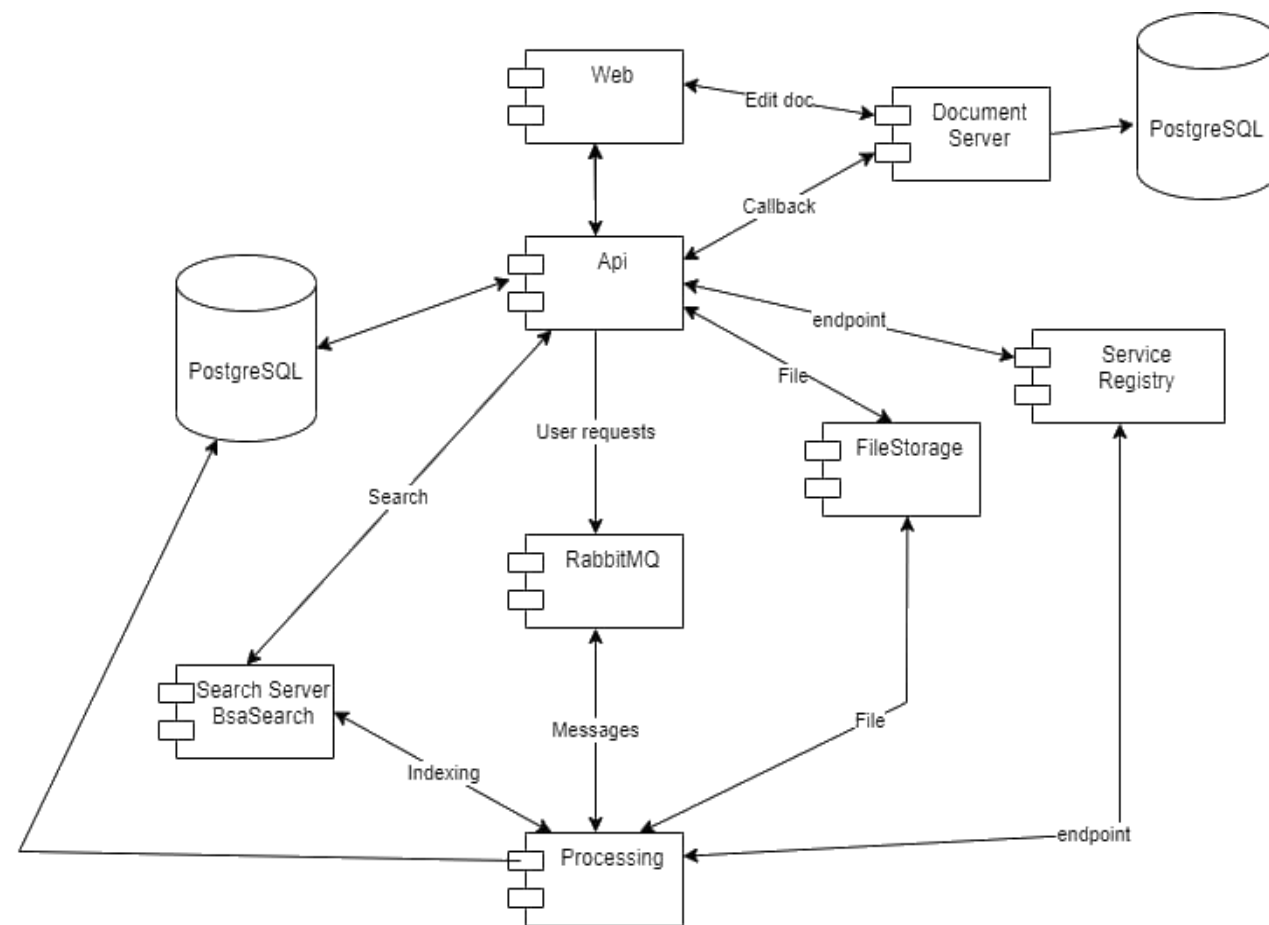 Web
Edit doc
Document
Server
PostgreSQL
Callback
Api
endpoint
PostgreSQL
Service
Registry
File
User requests
FileStorage
Search
RabbitMQ
Search Server
BsaSearch
File
Messages
Indexing
endpoint
Processing